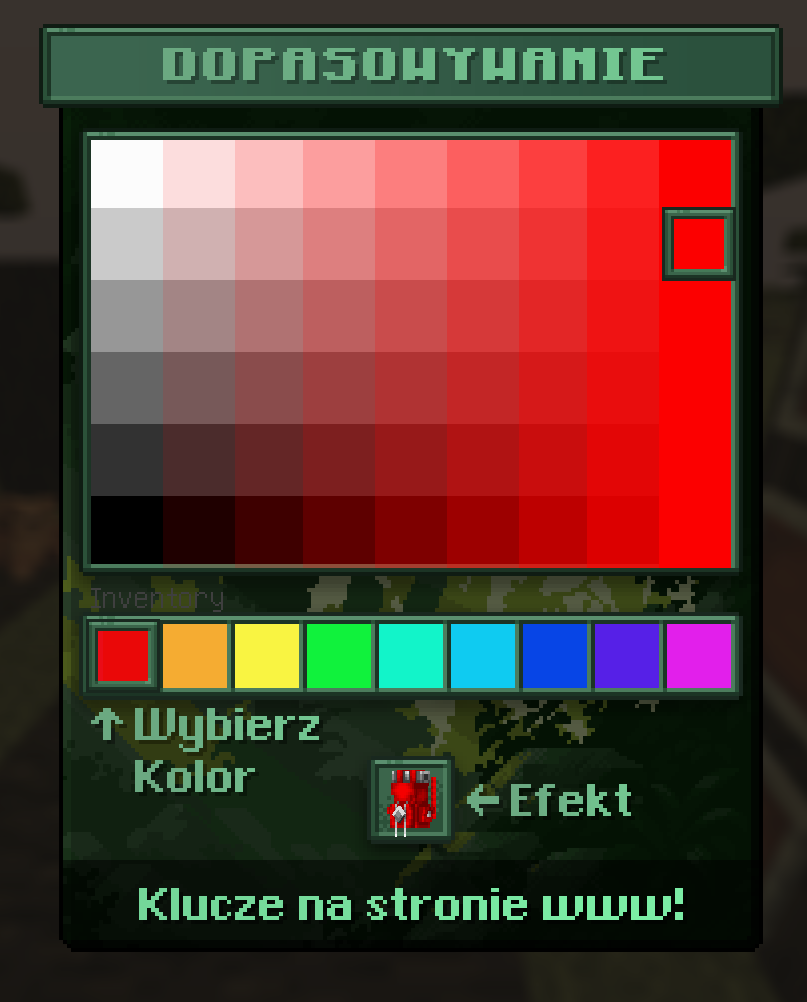 DOPASOWYWANIE
Inventory
↑ Wybierz
Kolor
← Efekt
Klucze na stronie www!